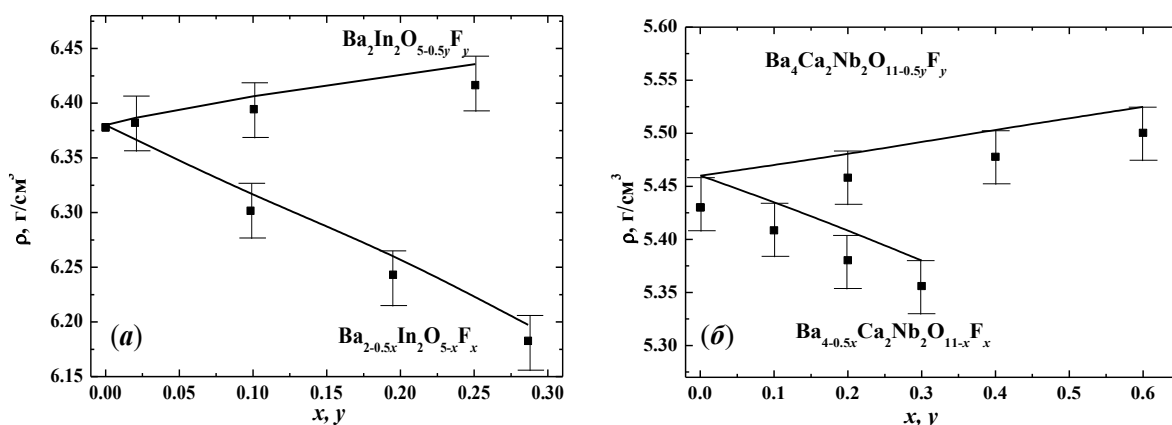 6.45
6.40
6.35
6.30
6.25
6.20
6.15
ρ, г/см³
Ba₂In₂O₅₋₀.₅yFy
(а)
Ba₂₋₀.₅ₓIn₂O₅₋ₓFₓ
0.00 0.05 0.10 0.15 0.20 0.25 0.30
x, y
5.60
5.55
5.50
5.45
5.40
5.35
5.30
ρ, г/см³
Ba₄Ca₂Nb₂O₁₁₋₀.₅yFy
(б)
Ba₄₋₀.₅ₓCa₂Nb₂O₁₁₋ₓFₓ
0.0 0.1 0.2 0.3 0.4 0.5 0.6
x, y